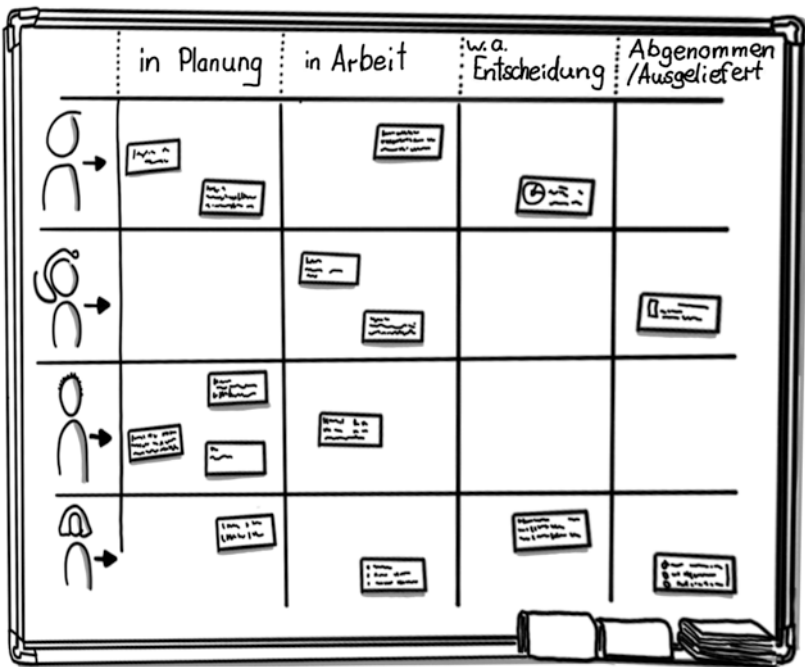 in Planung
in Arbeit
w.a.
Entscheidung
Abgenommen
/Ausgeliefert